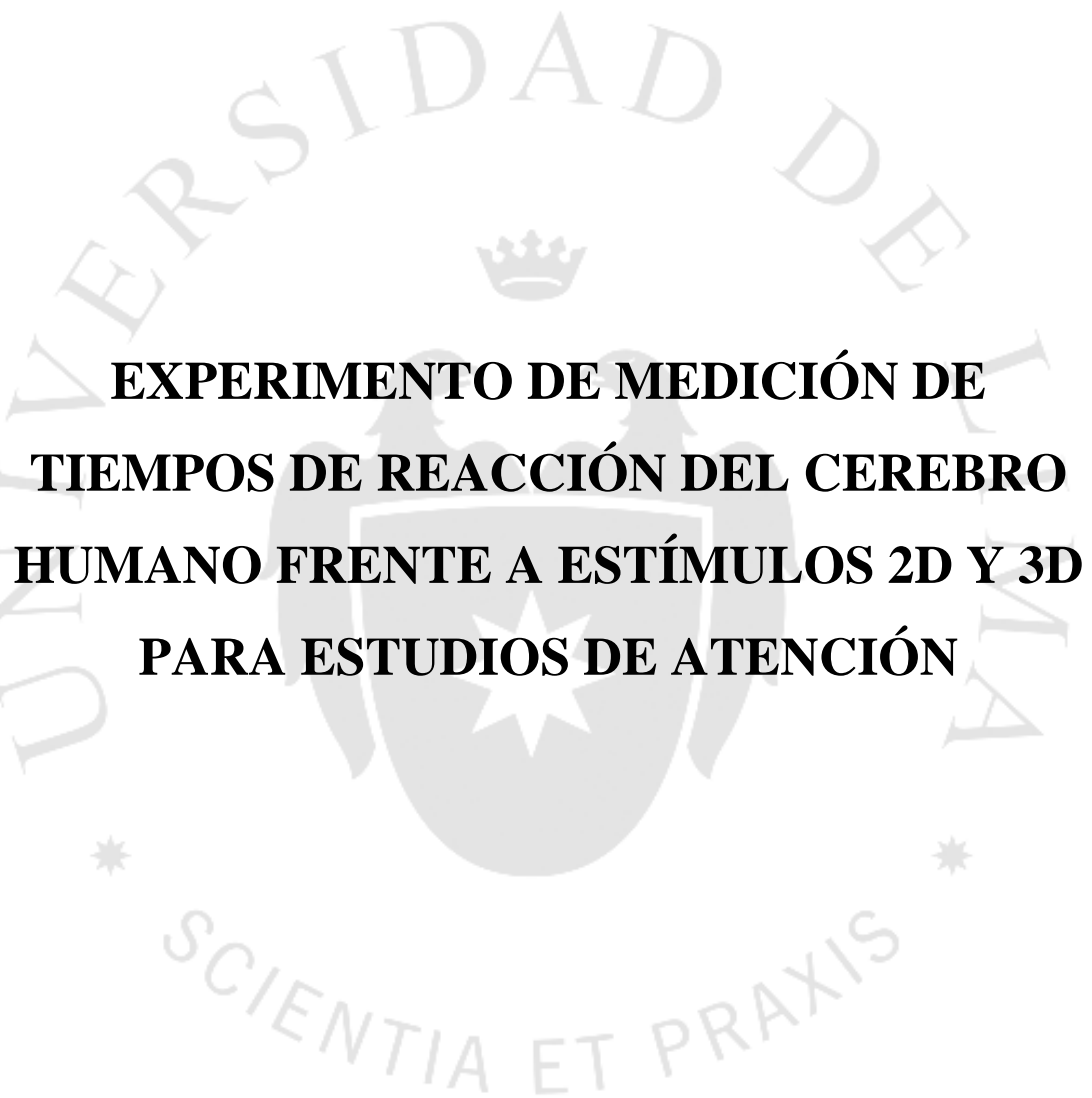 UNIVERSIDAD DE LIMA
EXPERIMENTO DE MEDICIÓN DE
TIEMPOS DE REACCIÓN DEL CEREBRO
HUMANO FRENTE A ESTÍMULOS 2D Y 3D
PARA ESTUDIOS DE ATENCIÓN
SCIENTIA ET PRAXIS